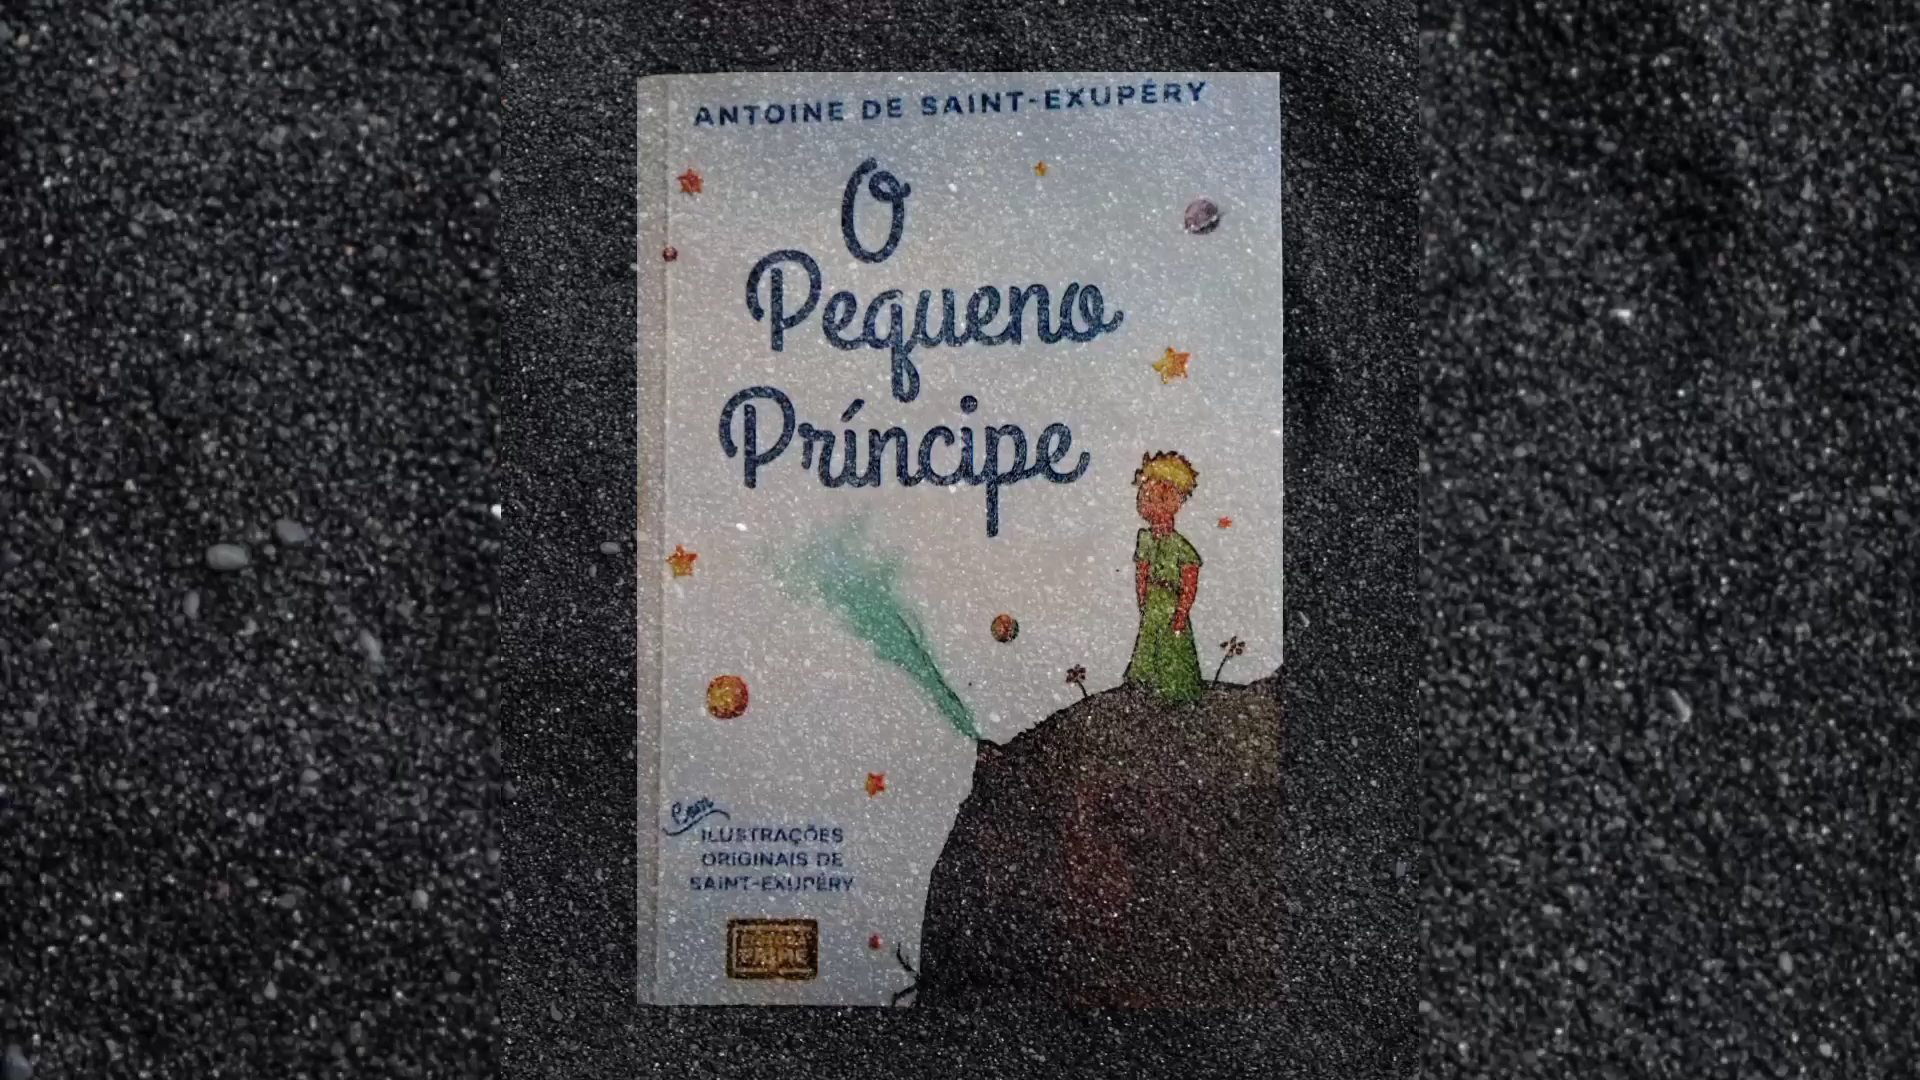 ANTOINE DE SAINT-EXUPÉRY
O
Pequeno
Príncipe
Com
ILUSTRAÇÕES
ORIGINAIS DE
SAINT-EXUPÉRY